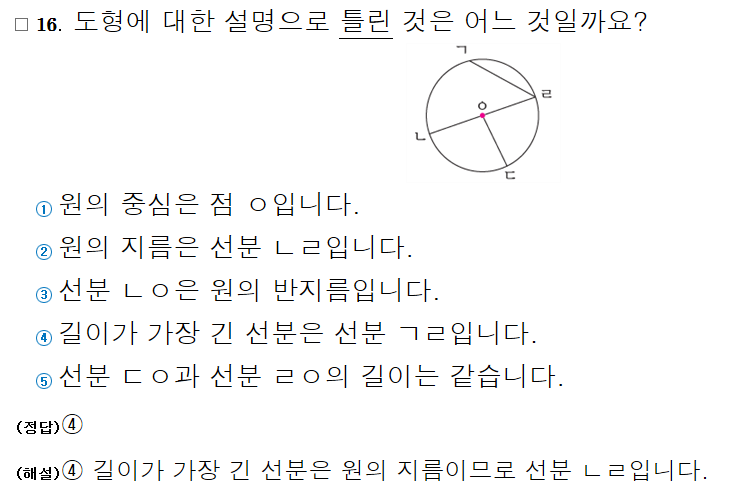 □ 16. 도형에 대한 설명으로 틀린 것은 어느 것일까요?
ㄱ
ㄹ
ㅇ
ㄴ
ㄷ
① 원의 중심은 점 ㅇ입니다.
② 원의 지름은 선분 ㄴㄹ입니다.
③ 선분 ㄴㅇ은 원의 반지름입니다.
④ 길이가 가장 긴 선분은 선분 ㄱㄹ입니다.
⑤ 선분 ㄷㅇ과 선분 ㄹㅇ의 길이는 같습니다.
(정답)④
(해설)④ 길이가 가장 긴 선분은 원의 지름이므로 선분 ㄴㄹ입니다.